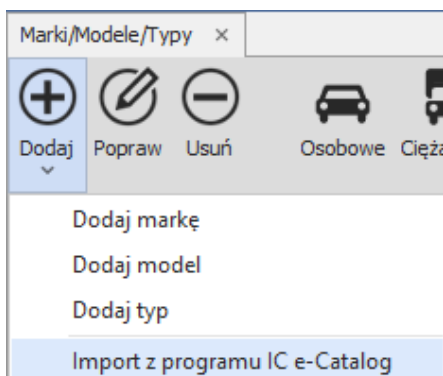 Marki/Modele/Typy ×
Dodaj Popraw Usuń Osobowe
Dodaj markę
Dodaj model
Dodaj typ
Import z programu IC e-Catalog